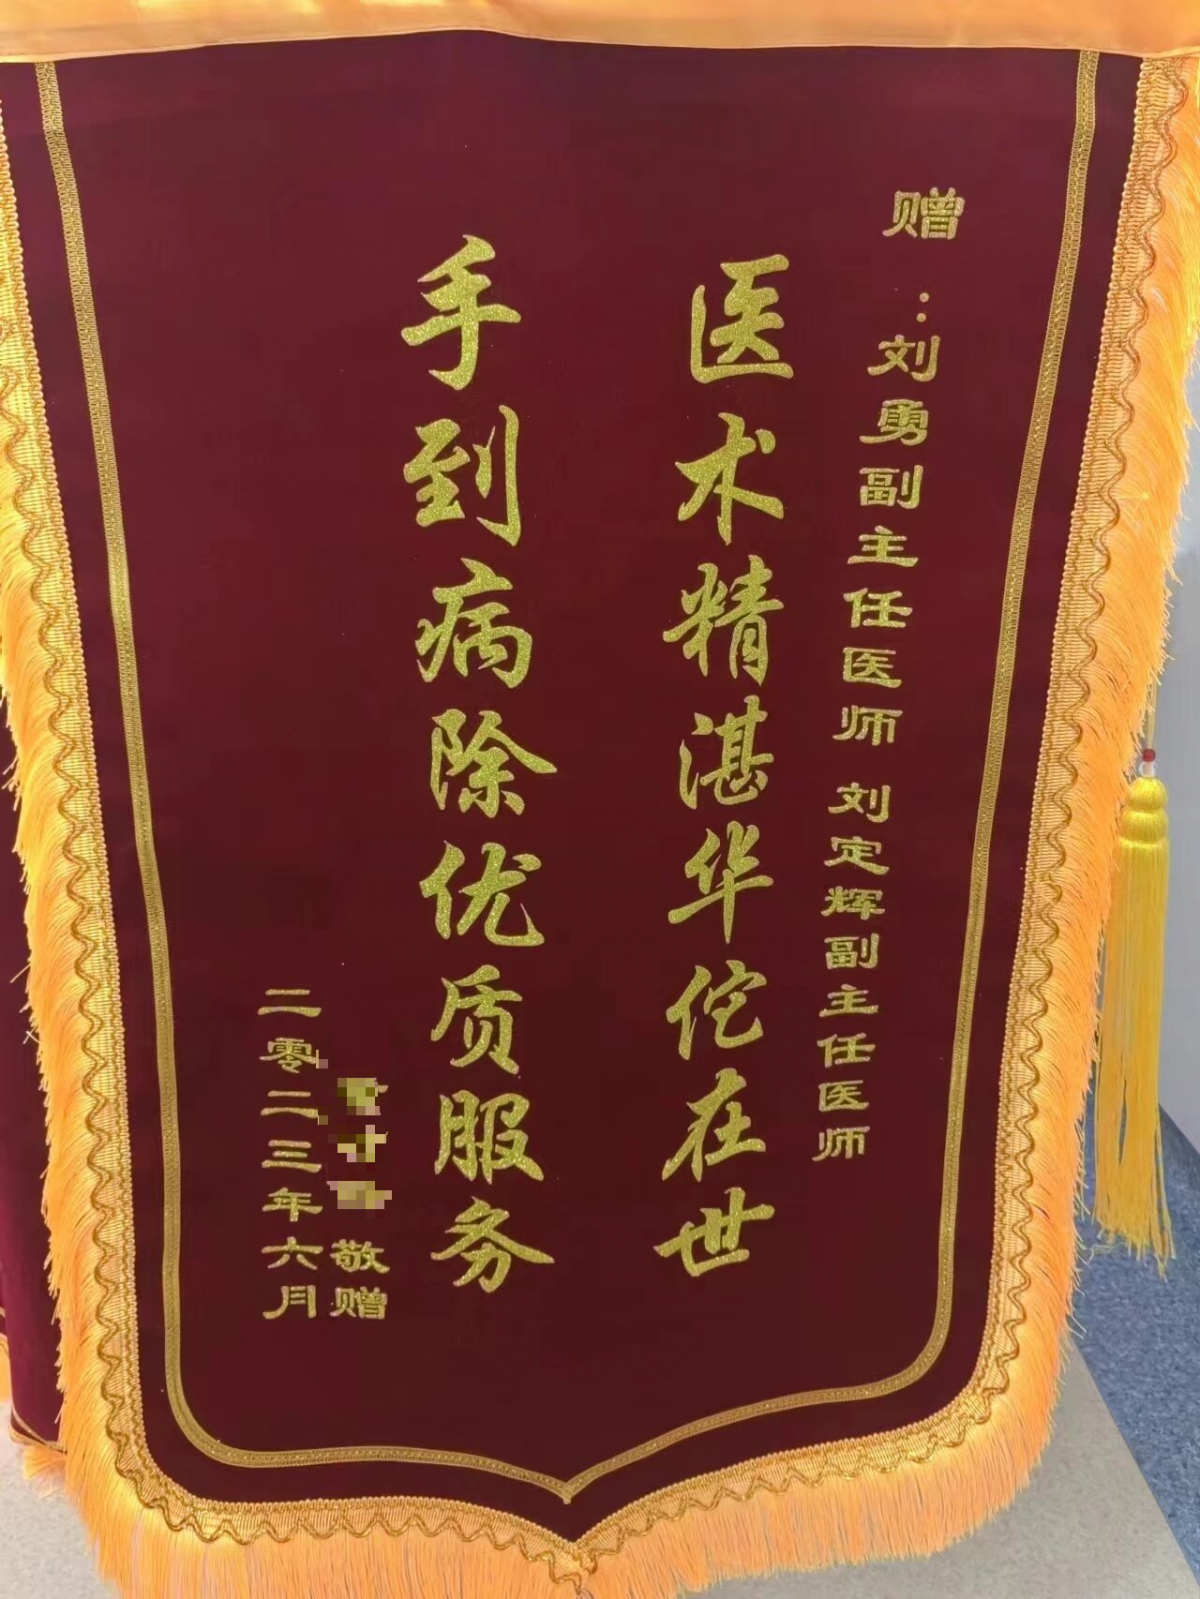 赠：刘勇副主任医师 刘定辉副主任医师
医术精湛华佗在世
手到病除优质服务
敬赠
二零二三年六月